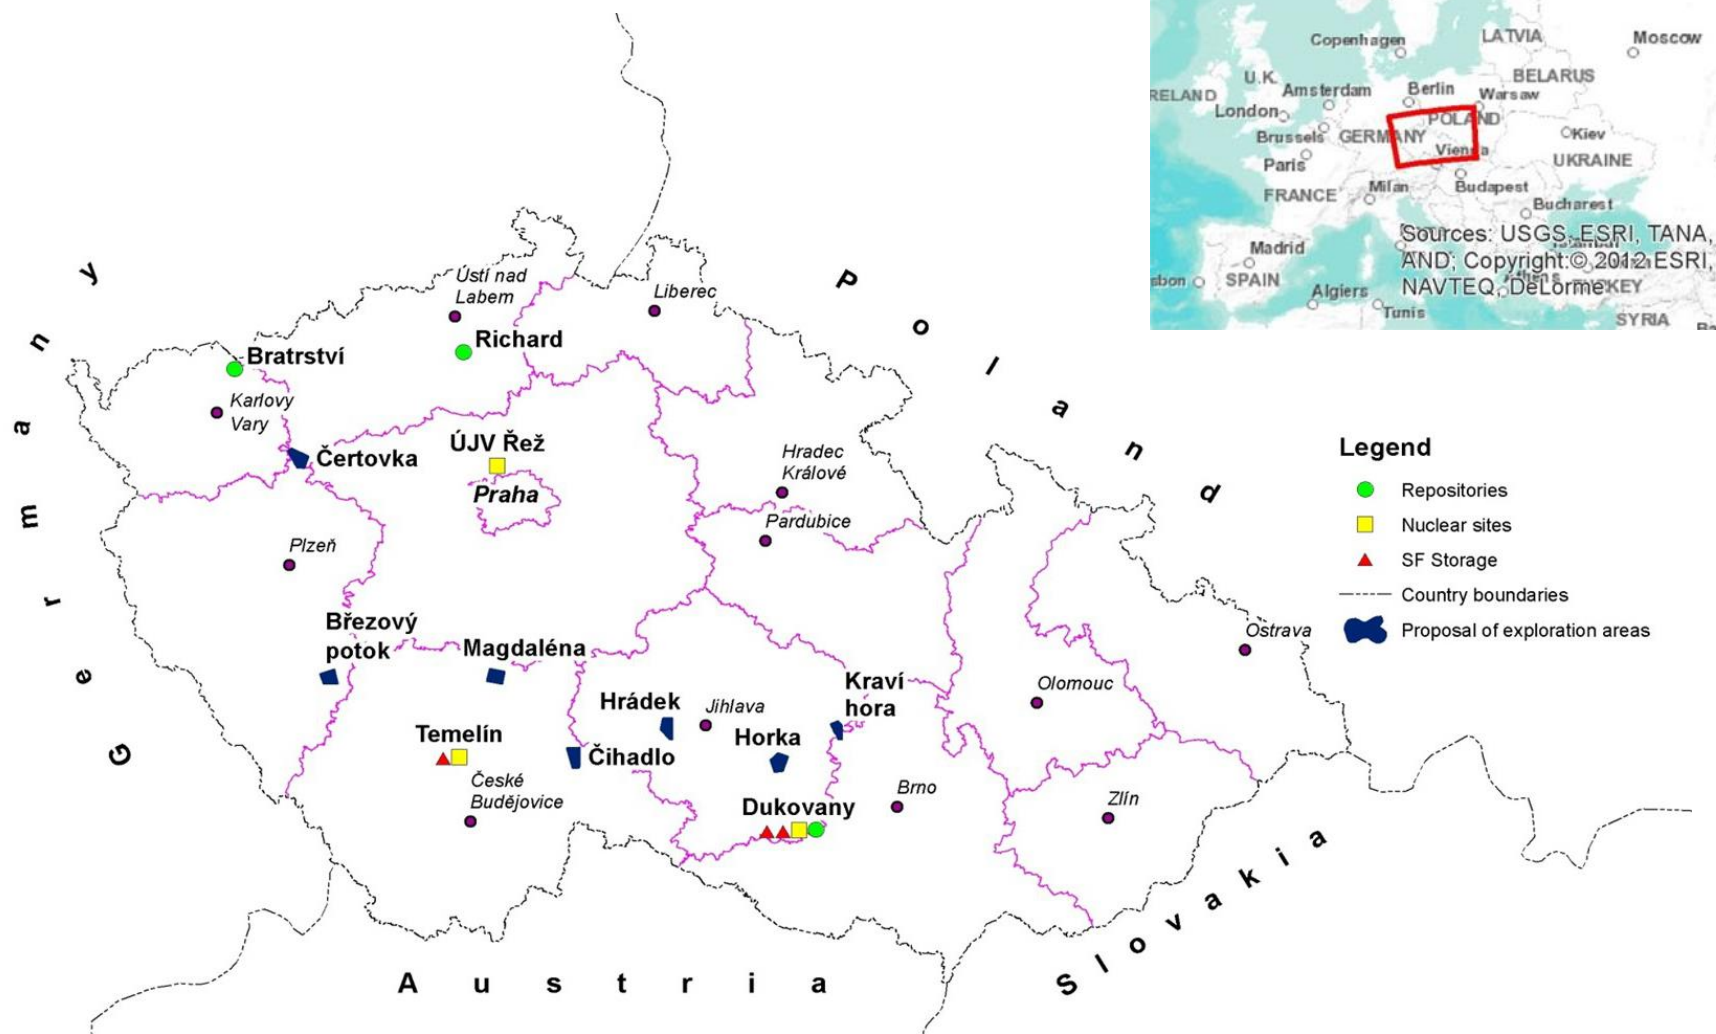 Copenhagen
LATVIA
Moscow
U.K.
BELARUS
RELAND
Amsterdam
Berlin
Warsaw
London
POLAND
Brussels
GERMANY
Kiev
Paris
Vienna
UKRAINE
FRANCE
Milan
Budapest
Bucharest
Madrid
Sources: USGS, ESRI, TANA,
AND; Copyright:© 2012 ESRI,
NAVTEQ, DeLorme
sbon
SPAIN
Algiers
Tunis
SYRIA
Germany
Poland
Ústí nad
Labem
Liberec
Richard
Bratrství
Karlovy
Vary
Čertovka
ÚJV Řež
Praha
Hradec
Králové
Pardubice
Plzeň
Březový
potok
Magdaléna
Hrádek
Jihlava
Kraví
hora
Horka
Olomouc
Ostrava
Temelín
Čihadlo
České
Budějovice
Dukovany
Brno
Zlín
Slovakia
Austria
Legend
Repositories
Nuclear sites
SF Storage
Country boundaries
Proposal of exploration areas